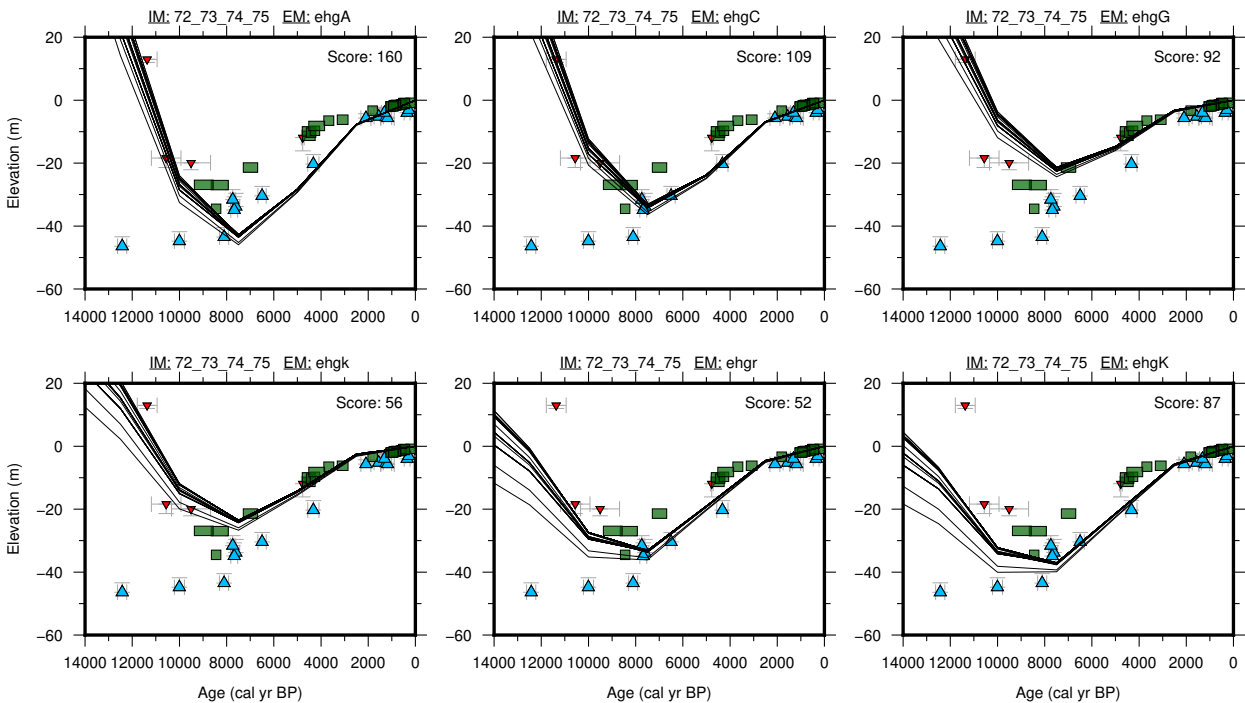 IM: 72_73_74_75 EM: ehgA
IM: 72_73_74_75 EM: ehgC
IM: 72_73_74_75 EM: ehgG
Score: 160
Score: 109
Score: 92
Elevation (m)
20
0
−20
−40
−60
14000 12000 10000 8000 6000 4000 2000 0
14000 12000 10000 8000 6000 4000 2000 0
14000 12000 10000 8000 6000 4000 2000 0
IM: 72_73_74_75 EM: ehgk
IM: 72_73_74_75 EM: ehgr
IM: 72_73_74_75 EM: ehgK
Score: 56
Score: 52
Score: 87
Elevation (m)
20
0
−20
−40
−60
14000 12000 10000 8000 6000 4000 2000 0
14000 12000 10000 8000 6000 4000 2000 0
14000 12000 10000 8000 6000 4000 2000 0
Age (cal yr BP)
Age (cal yr BP)
Age (cal yr BP)